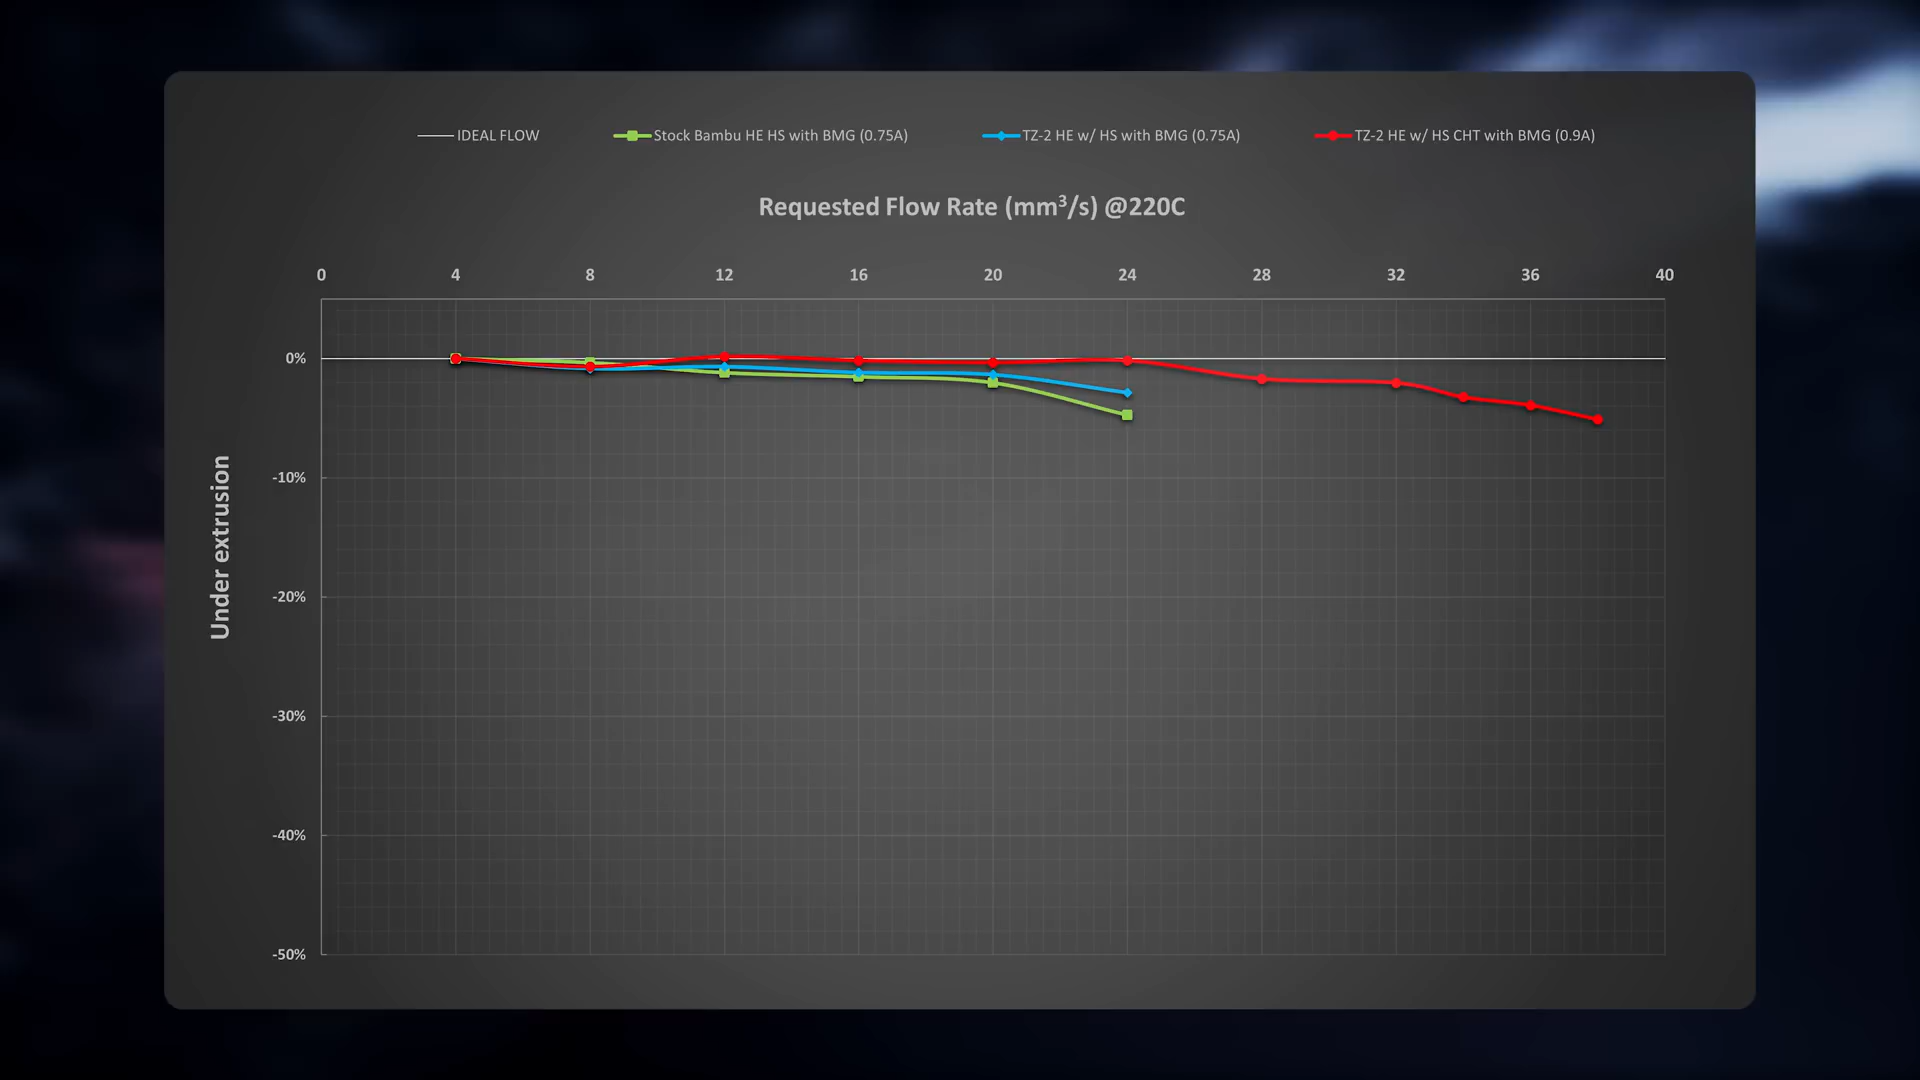 IDEAL FLOW
Stock Bambu HE HS with BMG (0.75A)
TZ-2 HE w/ HS with BMG (0.75A)
TZ-2 HE w/ HS CHT with BMG (0.9A)
Requested Flow Rate (mm³/s) @220C
0 4 8 12 16 20 24 28 32 36 40
Under extrusion
0%
-10%
-20%
-30%
-40%
-50%